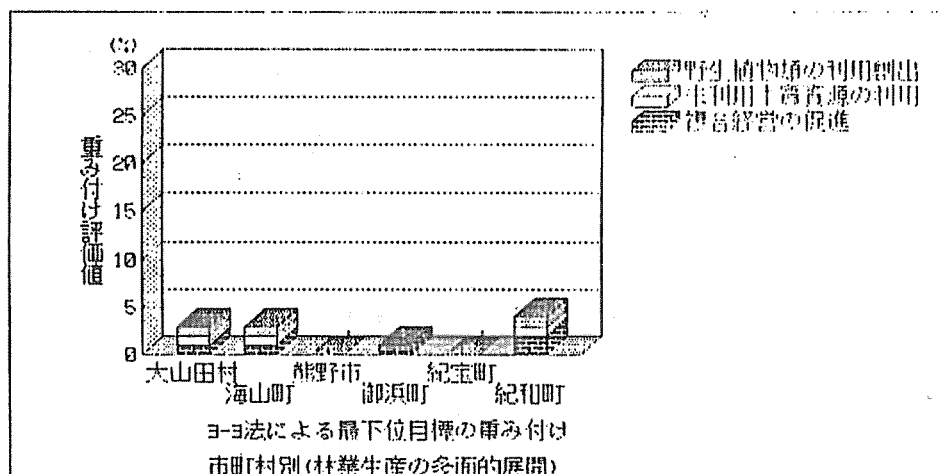 (%)
30
25
20
15
10
5
0
重み付け評価値
野生植物類の利用創出
未利用土資源の利用
複合経営の促進
大山田村
海山町
熊野市
御浜町
紀宝町
紀和町
ヨーヨ法による最下位目標の重み付け
市町村別(林業生産の多面的展開)